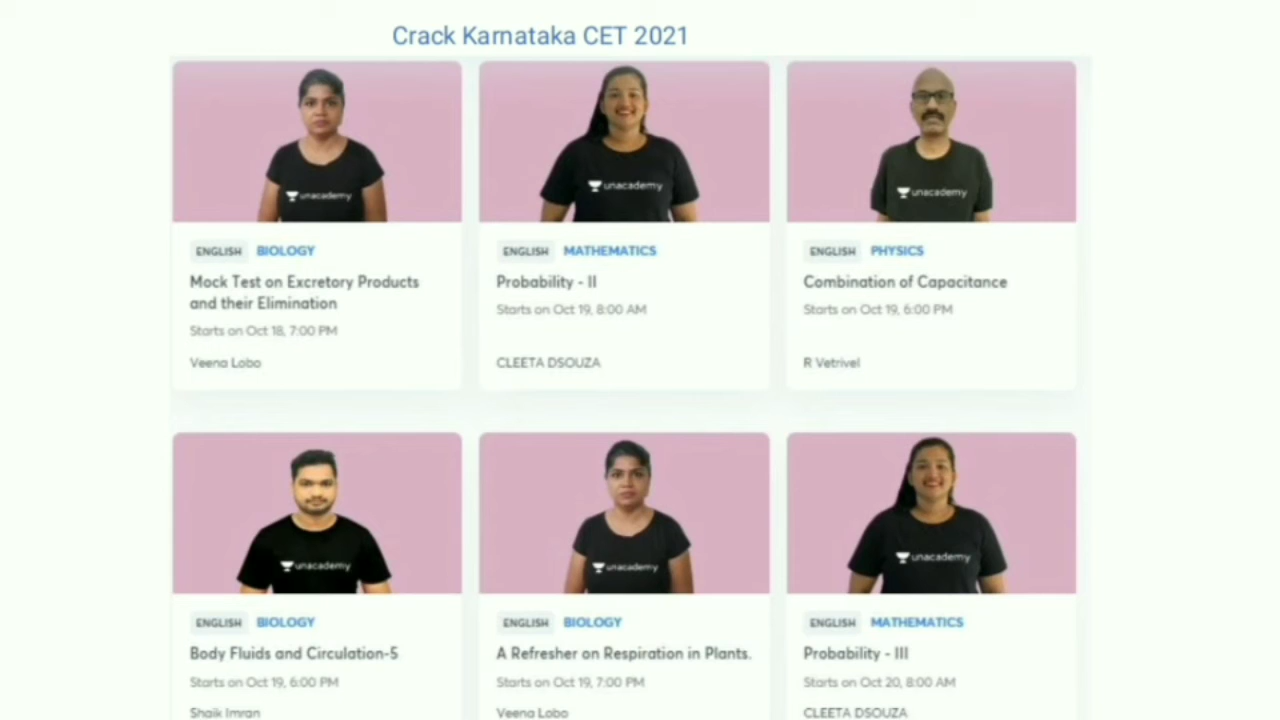 Crack Karnataka CET 2021
unacademy
unacademy
unacademy
ENGLISH BIOLOGY
Mock Test on Excretory Products
and their Elimination
Starts on Oct 18, 7:00 PM
Veena Lobo
ENGLISH MATHEMATICS
Probability - II
Starts on Oct 19, 8:00 AM
CLEETA DSOUZA
ENGLISH PHYSICS
Combination of Capacitance
Starts on Oct 19, 6:00 PM
R Vetrivel
unacademy
unacademy
unacademy
ENGLISH BIOLOGY
Body Fluids and Circulation-5
Starts on Oct 19, 6:00 PM
Shaik Imran
ENGLISH BIOLOGY
A Refresher on Respiration in Plants.
Starts on Oct 19, 7:00 PM
Veena Lobo
ENGLISH MATHEMATICS
Probability - III
Starts on Oct 20, 8:00 AM
CLEETA DSOUZA